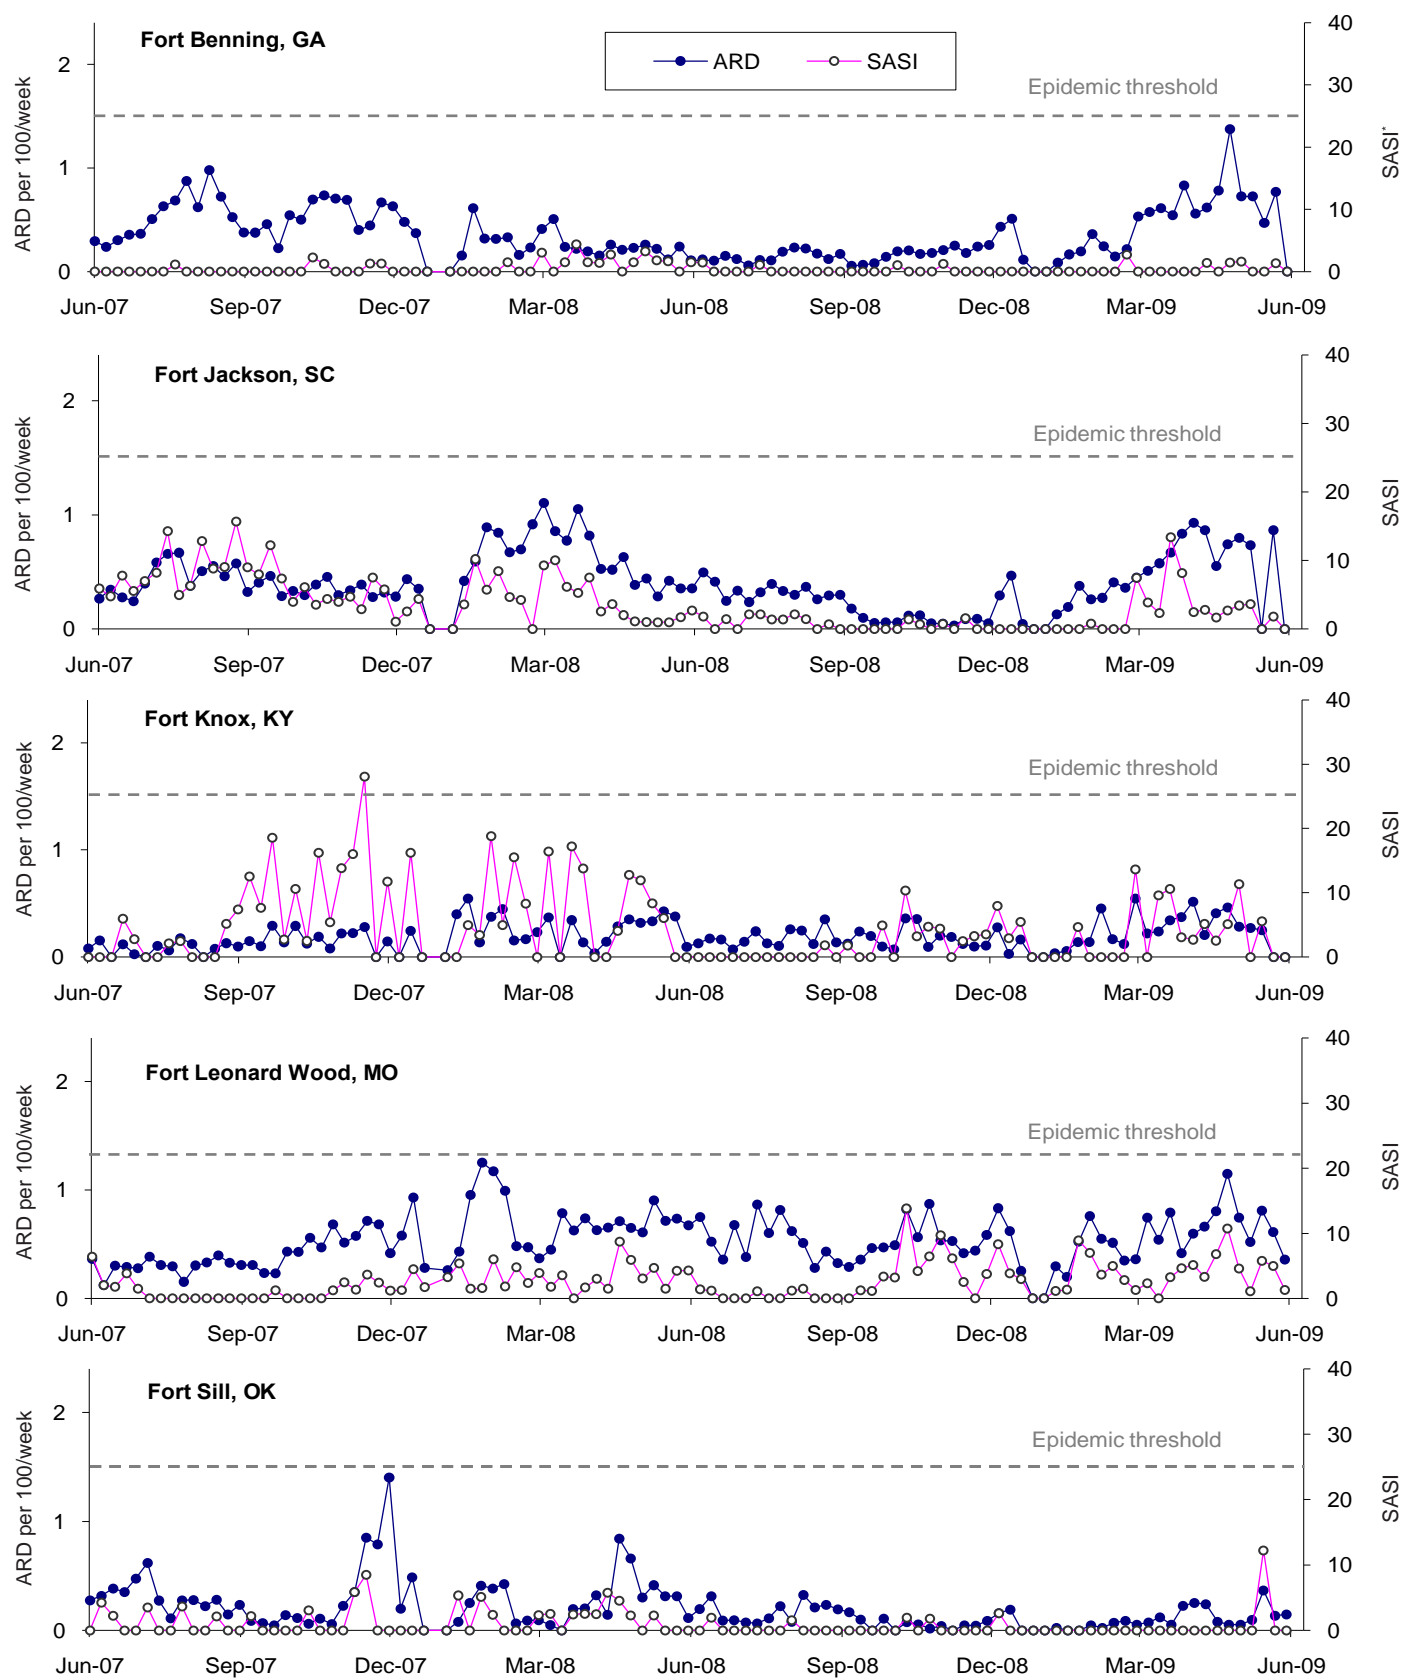 Fort Benning, GA
ARD SASI
Epidemic threshold
ARD per 100/week
SASI*
2
1
0
40
30
20
10
0
Jun-07 Sep-07 Dec-07 Mar-08 Jun-08 Sep-08 Dec-08 Mar-09 Jun-09
Fort Jackson, SC
Epidemic threshold
ARD per 100/week
SASI
2
1
0
40
30
20
10
0
Jun-07 Sep-07 Dec-07 Mar-08 Jun-08 Sep-08 Dec-08 Mar-09 Jun-09
Fort Knox, KY
Epidemic threshold
ARD per 100/week
SASI
2
1
0
40
30
20
10
0
Jun-07 Sep-07 Dec-07 Mar-08 Jun-08 Sep-08 Dec-08 Mar-09 Jun-09
Fort Leonard Wood, MO
Epidemic threshold
ARD per 100/week
SASI
2
1
0
40
30
20
10
0
Jun-07 Sep-07 Dec-07 Mar-08 Jun-08 Sep-08 Dec-08 Mar-09 Jun-09
Fort Sill, OK
Epidemic threshold
ARD per 100/week
SASI
2
1
0
40
30
20
10
0
Jun-07 Sep-07 Dec-07 Mar-08 Jun-08 Sep-08 Dec-08 Mar-09 Jun-09